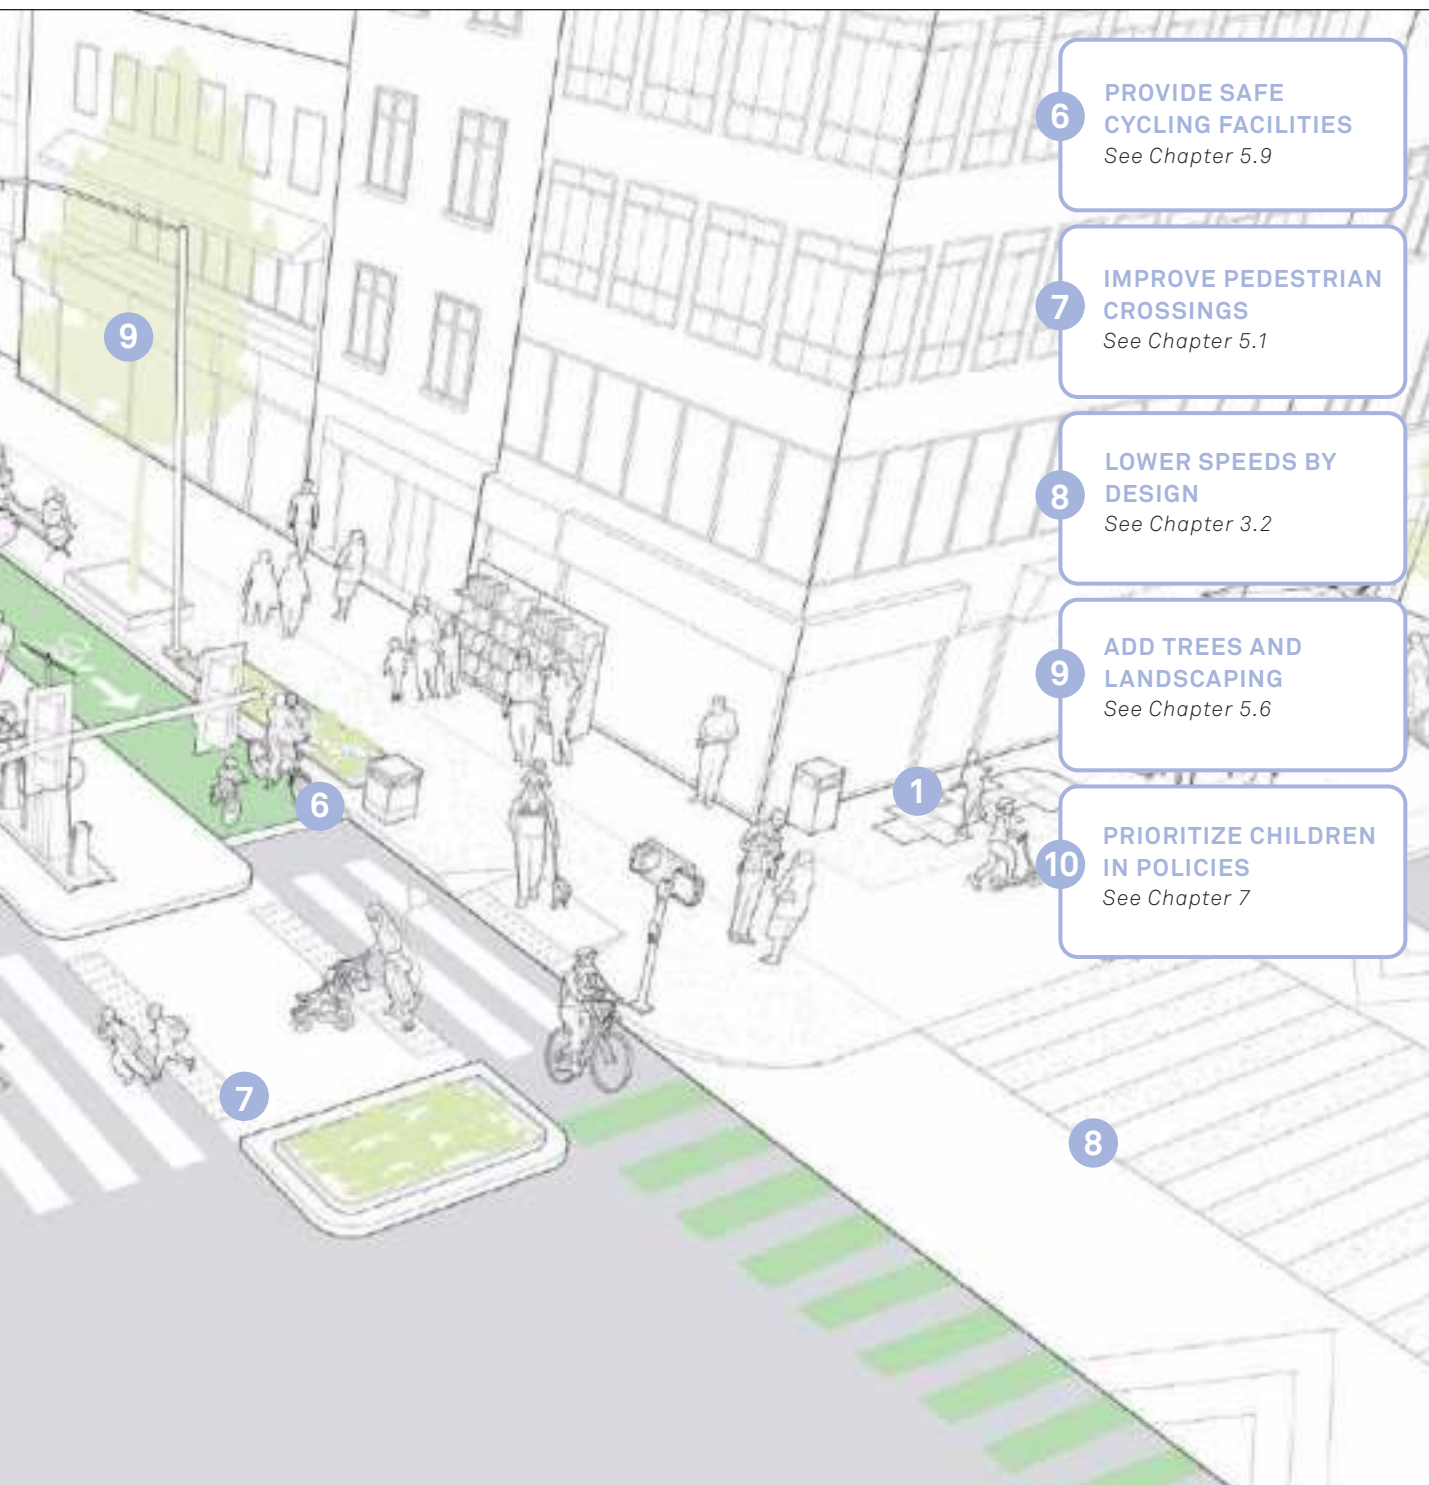 6
PROVIDE SAFE
CYCLING FACILITIES
See Chapter 5.9
7
IMPROVE PEDESTRIAN
CROSSINGS
See Chapter 5.1
8
LOWER SPEEDS BY
DESIGN
See Chapter 3.2
9
ADD TREES AND
LANDSCAPING
See Chapter 5.6
10
PRIORITIZE CHILDREN
IN POLICIES
See Chapter 7
9
6
1
7
8